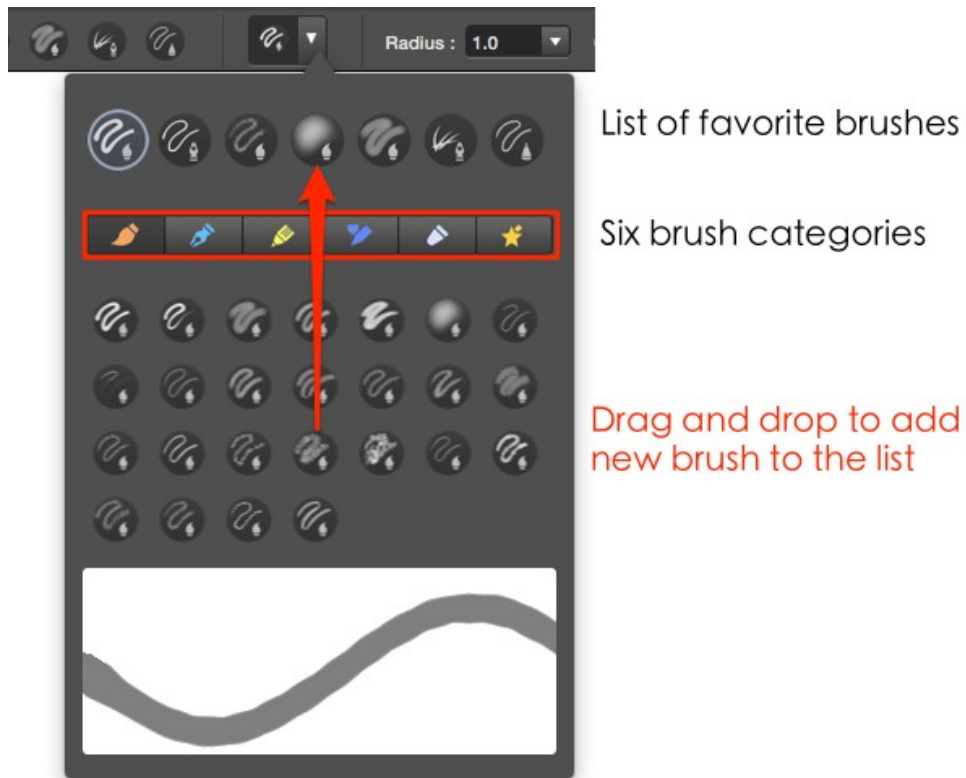 Radius : 1.0
List of favorite brushes
Six brush categories
Drag and drop to add
new brush to the list